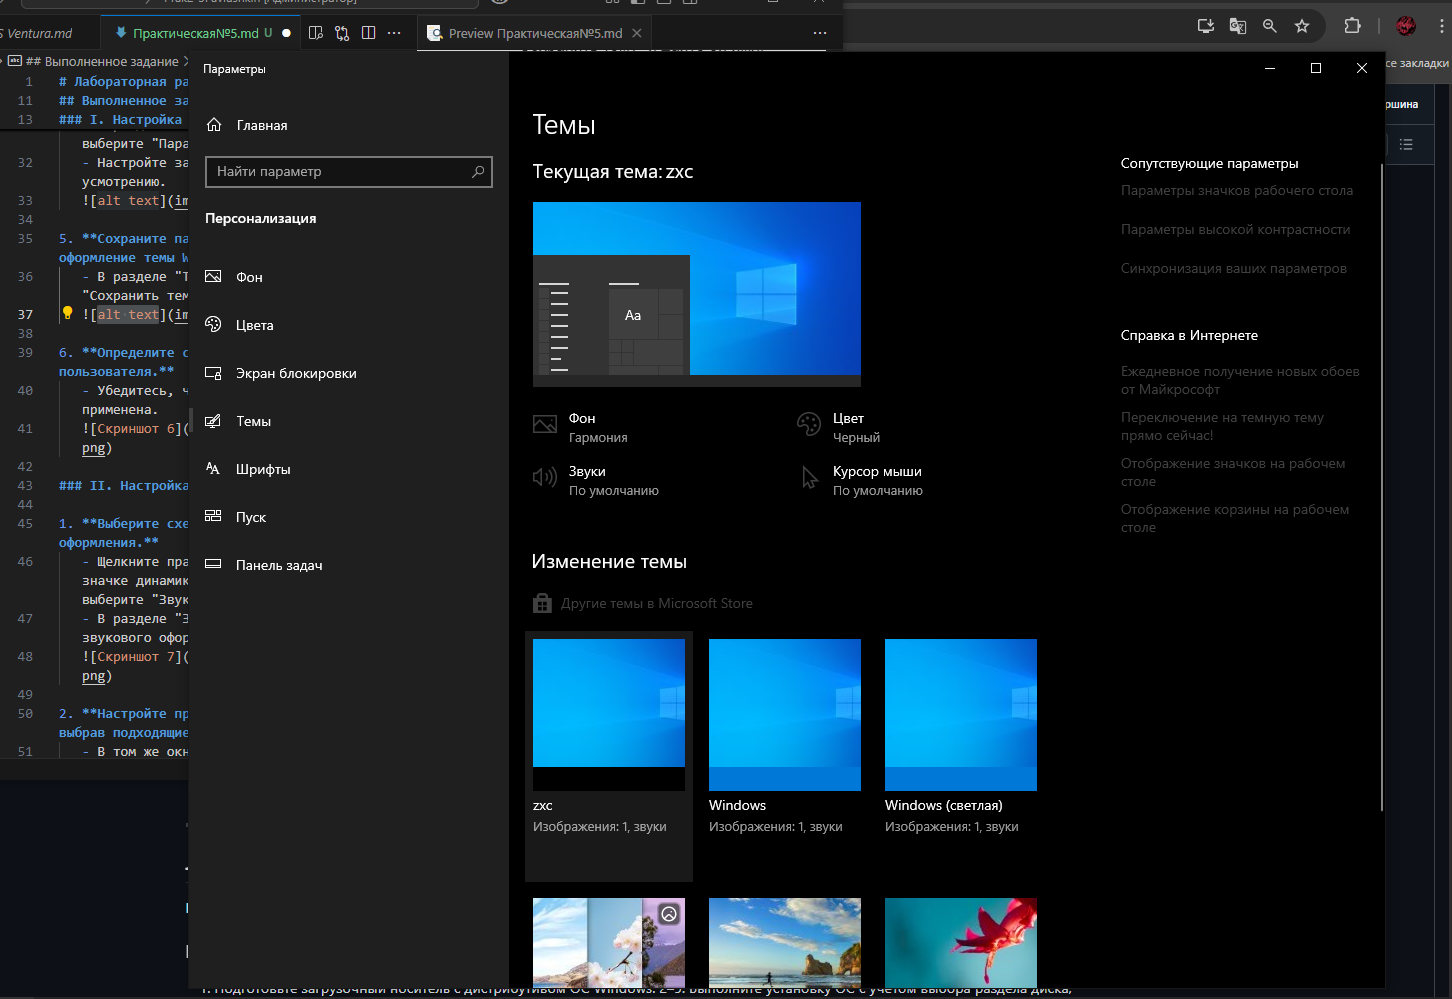 Ventura.md
Практическая№5.md U
Preview Практическая№5.md
## Выполненное задание
се закладки
1 # Лабораторная ра
11 ## Выполненное за
13 ### I. Настройка
выберите "Пара
32 - Настройте за
усмотрению.
33 ![alt text](im
34
35 5. **Сохраните па
оформление темы W
36 - В разделе "Т
"Сохранить тем
37 ![alt text](im
38
39 6. **Определите с
пользователя.**
40 - Убедитесь, ч
применена.
41 ![Скриншот 6](
png)
42
43 ### II. Настройка
44
45 1. **Выберите схе
оформления.**
46 - Щелкните пра
значке динамик
выберите "Звук
47 - В разделе "З
звукового офор
48 ![Скриншот 7](
png)
49
50 2. **Настройте пр
выбрав подходящие
51 - В том же окн
Параметры
Главная
Найти параметр
Персонализация
Фон
Цвета
Экран блокировки
Темы
Шрифты
Пуск
Панель задач
Темы
Текущая тема: zxc
Aa
Фон
Гармония
Цвет
Черный
Звуки
По умолчанию
Курсор мыши
По умолчанию
Изменение темы
Другие темы в Microsoft Store
zxc
Изображения: 1, звуки
Windows
Изображения: 1, звуки
Windows (светлая)
Изображения: 1, звуки
Сопутствующие параметры
Параметры значков рабочего стола
Параметры высокой контрастности
Синхронизация ваших параметров
Справка в Интернете
Ежедневное получение новых обоев
от Майкрософт
Переключение на темную тему
прямо сейчас!
Отображение значков на рабочем
столе
Отображение корзины на рабочем
столе
ршина
1. Подготовьте загрузочный носитель с дистрибутивом ОС Windows. 2–3. Выполните установку ОС с учетом выбора раздела диска,